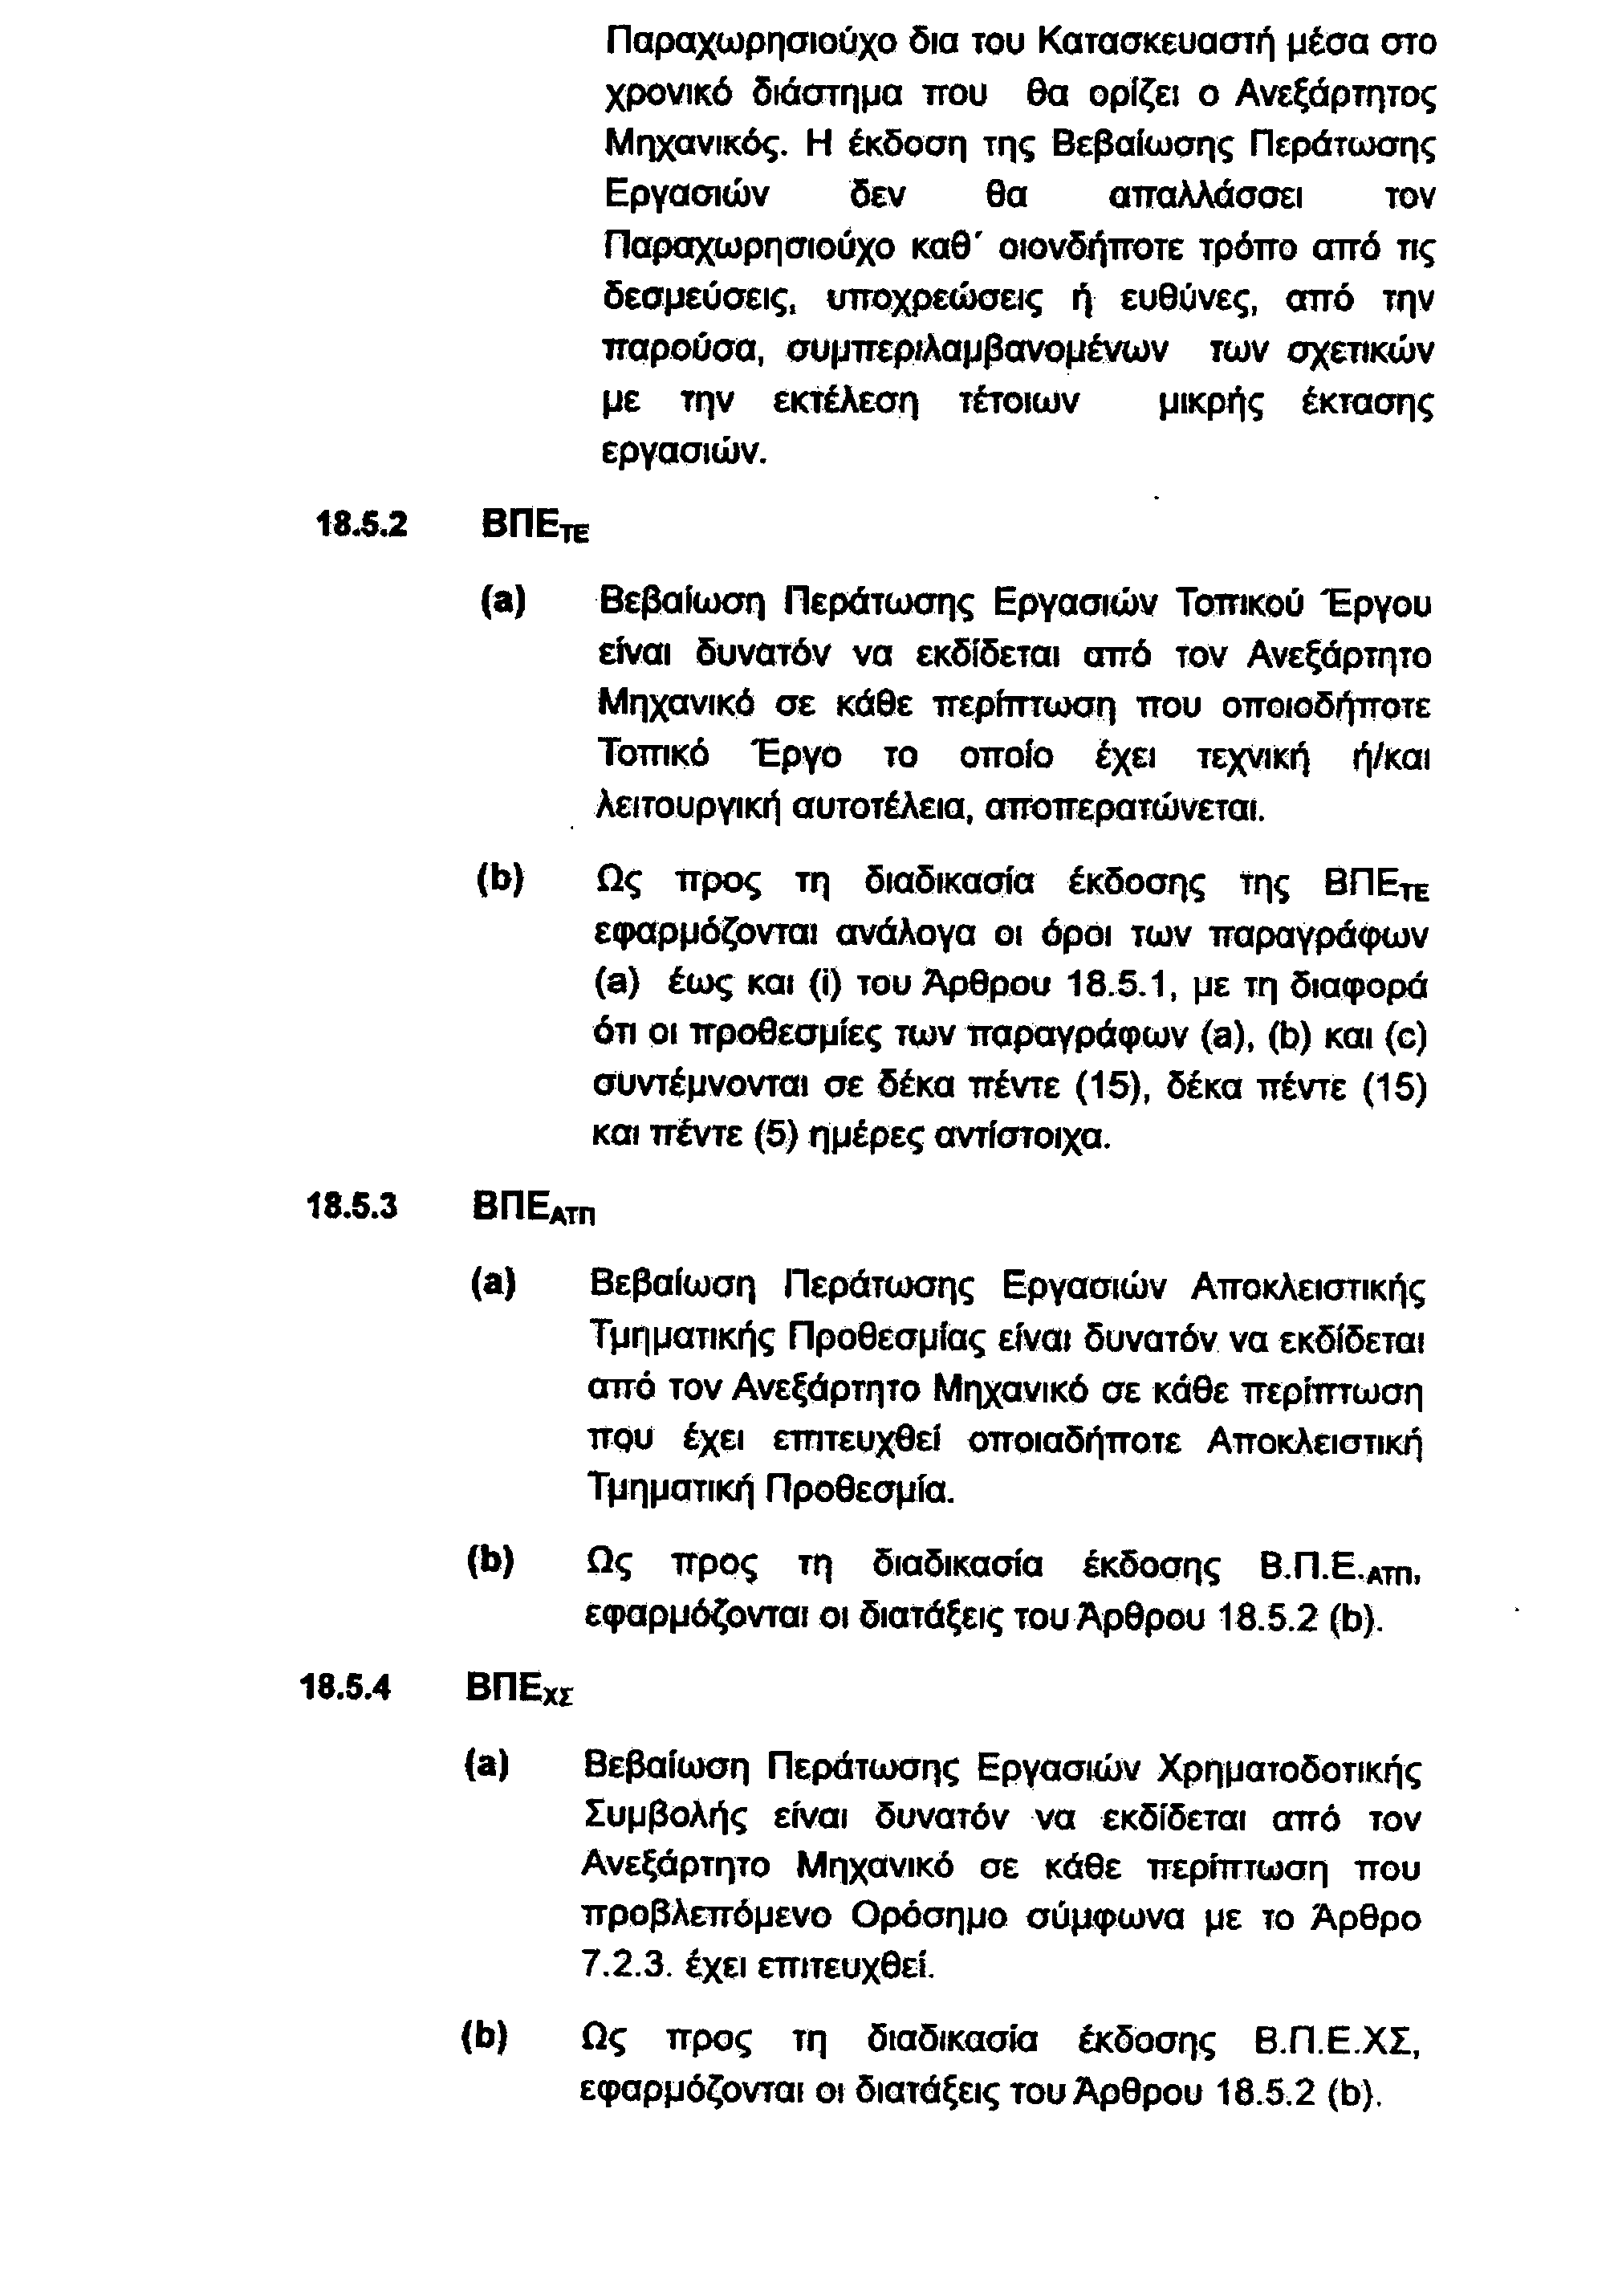 Παραχωρησιούχο δια του Κατασκευαστή μέσα στο
χρονικό διάστημα που θα ορίζει ο Ανεξάρτητος
Μηχανικός. Η έκδοση της Βεβαίωσης Περάτωσης
Εργασιών δεν θα απαλλάσσει τον
Παραχωρησιούχο καθ' οιονδήποτε τρόπο από τις
δεσμεύσεις, υποχρεώσεις ή ευθύνες, από την
παρούσα, συμπεριλαμβανομένων των σχετικών
με την εκτέλεση τέτοιων μικρής έκτασης
εργασιών.
18.5.2 ΒΠΕΤΕ
(a) Βεβαίωση Περάτωσης Εργασιών Τοπικού Έργου
είναι δυνατόν να εκδίδεται από τον Ανεξάρτητο
Μηχανικό σε κάθε περίπτωση που οποιοδήποτε
Τοπικό Έργο το οποίο έχει τεχνική ή/και
λειτουργική αυτοτέλεια, αποπερατώνεται.
(b) Ως προς τη διαδικασία έκδοσης της ΒΠΕΤΕ
εφαρμόζονται ανάλογα οι όροι των παραγράφων
(a) έως και (i) του Άρθρου 18.5.1, με τη διαφορά
ότι οι προθεσμίες των παραγράφων (a), (b) και (c)
συντέμνονται σε δέκα πέντε (15), δέκα πέντε (15)
και πέντε (5) ημέρες αντίστοιχα.
18.5.3 ΒΠΕΑΤΠ
(a) Βεβαίωση Περάτωσης Εργασιών Αποκλειστικής
Τμηματικής Προθεσμίας είναι δυνατόν να εκδίδεται
από τον Ανεξάρτητο Μηχανικό σε κάθε περίπτωση
που έχει επιτευχθεί οποιαδήποτε Αποκλειστική
Τμηματική Προθεσμία.
(b) Ως προς τη διαδικασία έκδοσης Β.Π.Ε.ΑΤΠ,
εφαρμόζονται οι διατάξεις του Άρθρου 18.5.2 (b).
18.5.4 ΒΠΕΧΣ
(a) Βεβαίωση Περάτωσης Εργασιών Χρηματοδοτικής
Συμβολής είναι δυνατόν να εκδίδεται από τον
Ανεξάρτητο Μηχανικό σε κάθε περίπτωση που
προβλεπόμενο Ορόσημο σύμφωνα με το Άρθρο
7.2.3. έχει επιτευχθεί.
(b) Ως προς τη διαδικασία έκδοσης Β.Π.Ε.ΧΣ,
εφαρμόζονται οι διατάξεις του Άρθρου 18.5.2 (b).